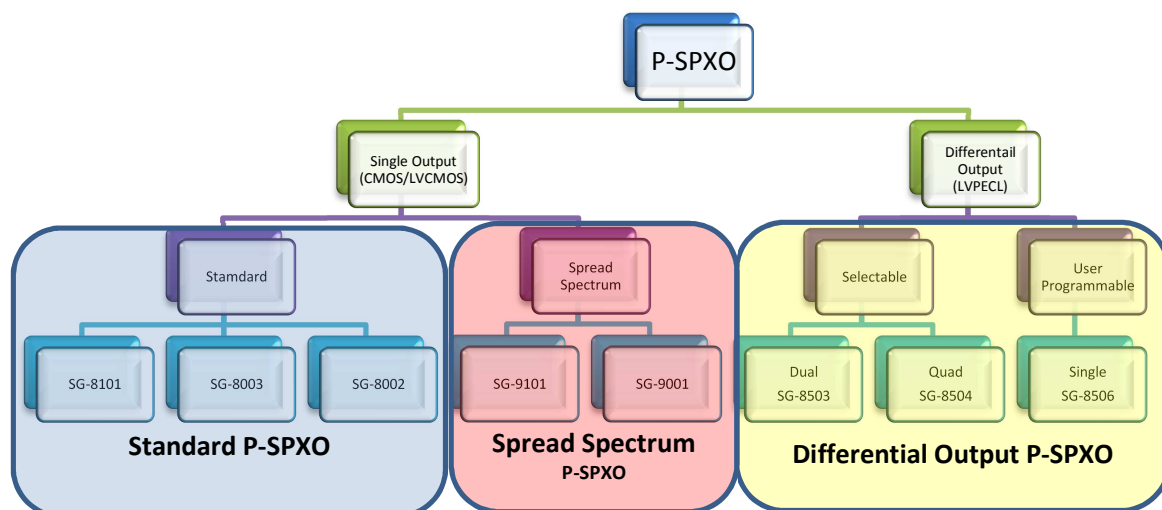 P-SPXO
Single Output
(CMOS/LVCMOS)
Differentail
Output
(LVPECL)
Stamdard
Spread
Spectrum
Selectable
User
Programmable
SG-8101
SG-8003
SG-8002
SG-9101
SG-9001
Dual
SG-8503
Quad
SG-8504
Single
SG-8506
Standard P-SPXO
Spread Spectrum
P-SPXO
Differential Output P-SPXO